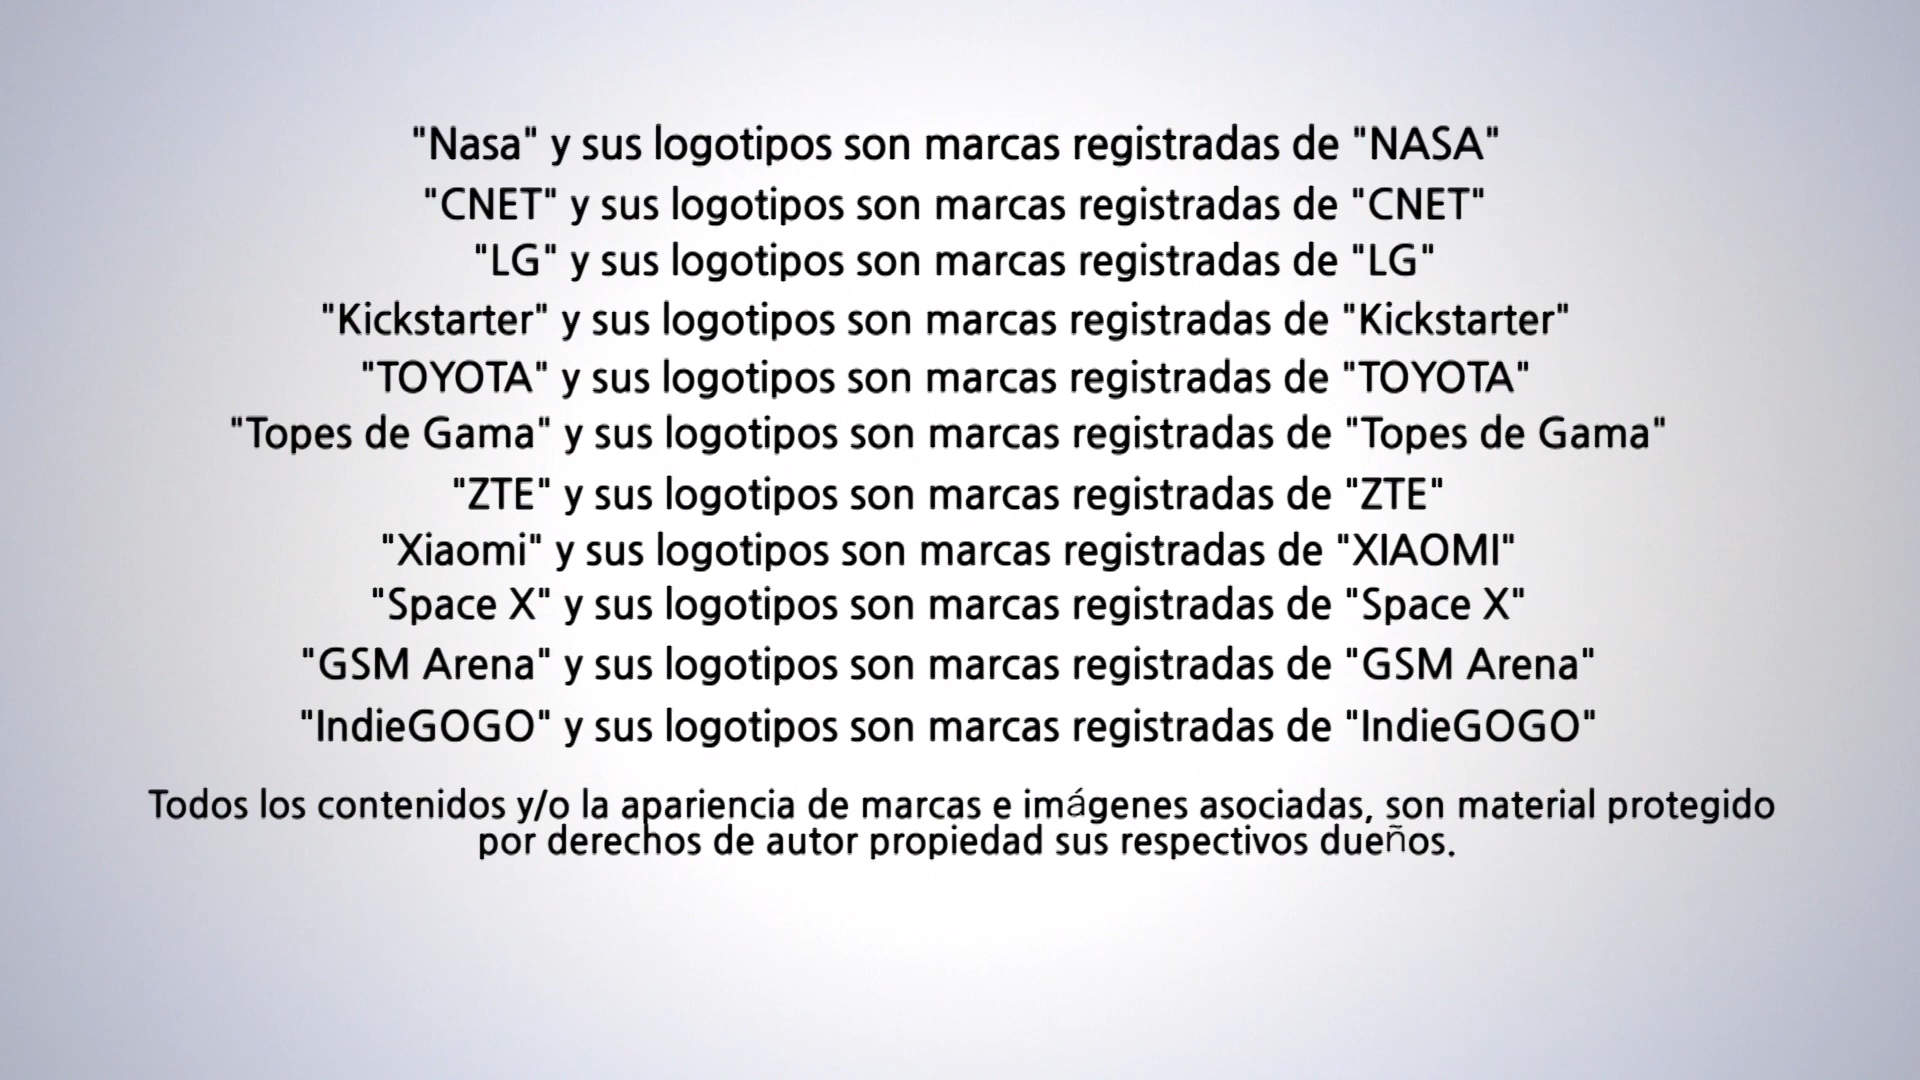 "Nasa" y sus logotipos son marcas registradas de "NASA"
"CNET" y sus logotipos son marcas registradas de "CNET"
"LG" y sus logotipos son marcas registradas de "LG"
"Kickstarter" y sus logotipos son marcas registradas de "Kickstarter"
"TOYOTA" y sus logotipos son marcas registradas de "TOYOTA"
"Topes de Gama" y sus logotipos son marcas registradas de "Topes de Gama"
"ZTE" y sus logotipos son marcas registradas de "ZTE"
"Xiaomi" y sus logotipos son marcas registradas de "XIAOMI"
"Space X" y sus logotipos son marcas registradas de "Space X"
"GSM Arena" y sus logotipos son marcas registradas de "GSM Arena"
"IndieGOGO" y sus logotipos son marcas registradas de "IndieGOGO"
Todos los contenidos y/o la apariencia de marcas e imágenes asociadas, son material protegido
por derechos de autor propiedad sus respectivos dueños.